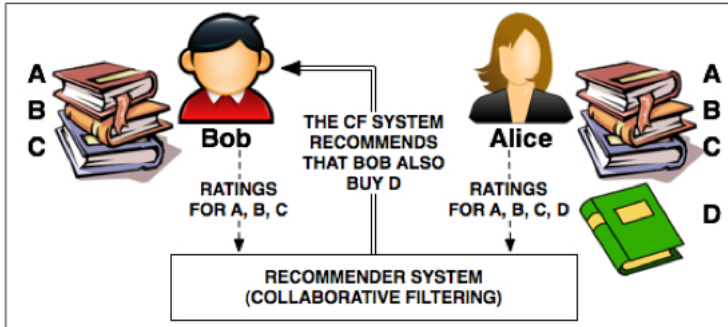 A
B
C
Bob
RATINGS
FOR A, B, C
THE CF SYSTEM
RECOMMENDS
THAT BOB ALSO
BUY D
Alice
RATINGS
FOR A, B, C, D
A
B
C
D
RECOMMENDER SYSTEM
(COLLABORATIVE FILTERING)